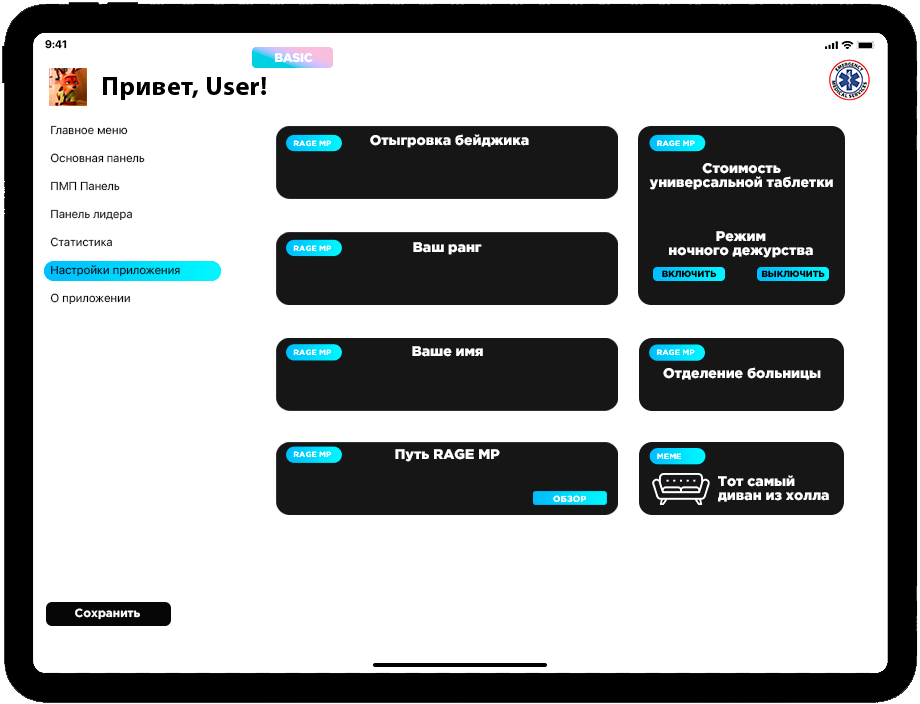 9:41
BASIC
Привет, User!
EMERGENCY
MEDICAL SERVICES
Главное меню
Основная панель
ПМП Панель
Панель лидера
Статистика
Настройки приложения
О приложении
Сохранить
RAGE MP
Отыгровка бейджика
RAGE MP
Стоимость
универсальной таблетки
Режим
ночного дежурства
ВКЛЮЧИТЬ
ВЫКЛЮЧИТЬ
RAGE MP
Ваш ранг
RAGE MP
Ваше имя
RAGE MP
Отделение больницы
RAGE MP
Путь RAGE MP
ОБЗОР
MEME
Тот самый
диван из холла